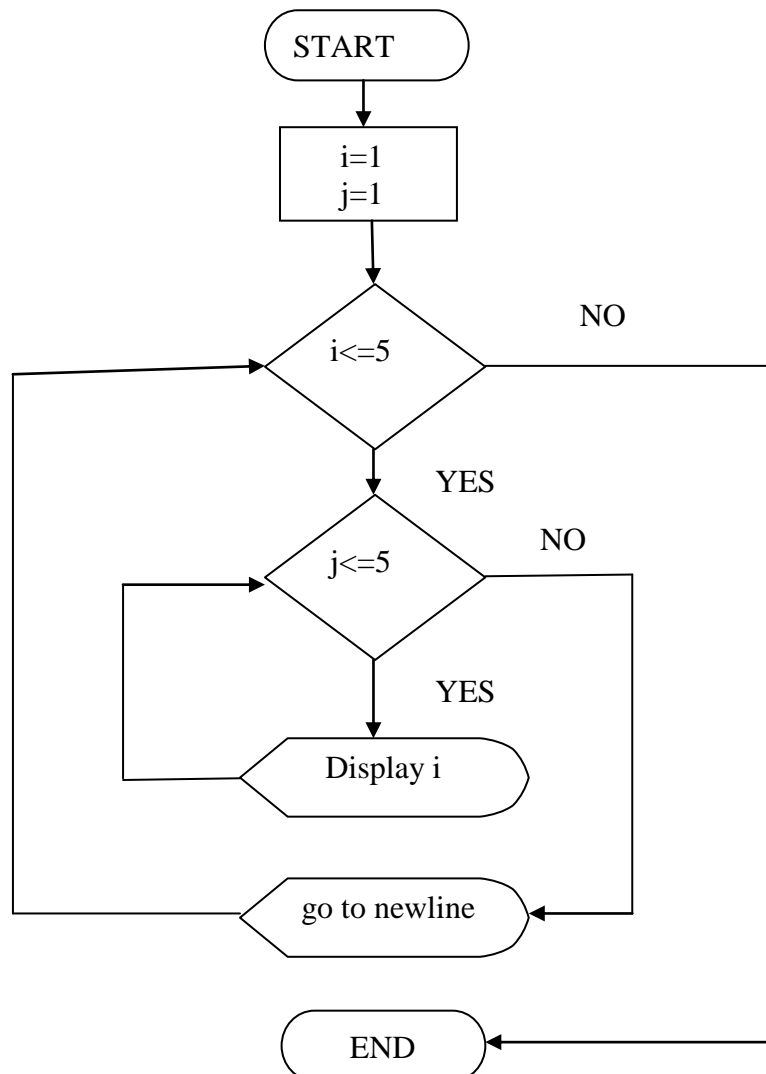 START
i=1
j=1
i<=5
NO
YES
j<=5
NO
YES
Display i
go to newline
END